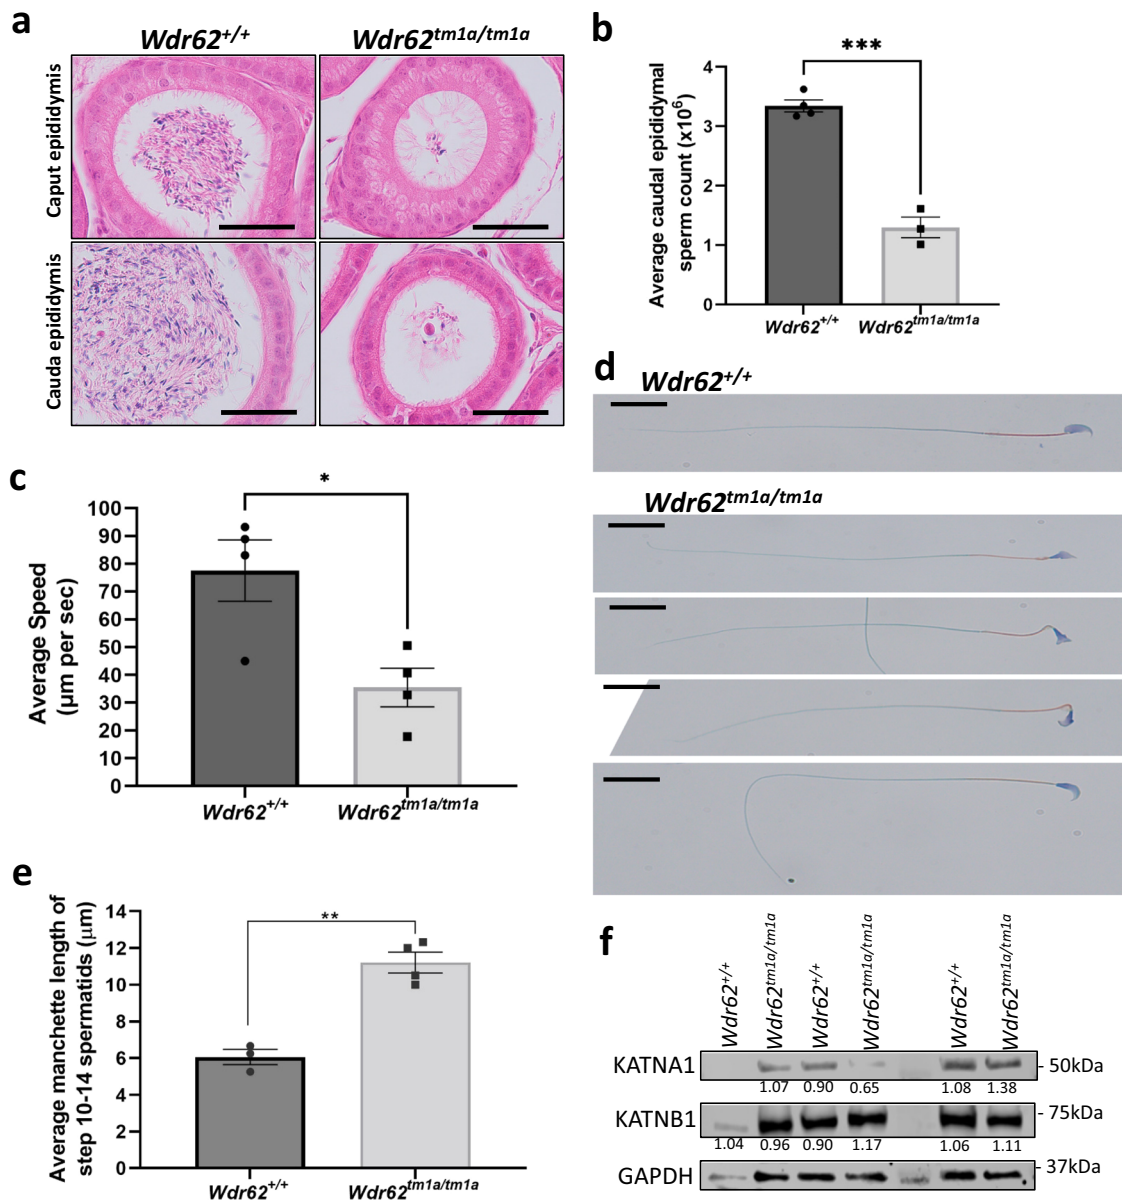 a
Wdr62+/+
Wdr62tm1a/tm1a
Caput epididymis
Cauda epididymis
b
Average caudal epididymal
sperm count (x10⁶)
4
3
2
1
0
***
Wdr62+/+
Wdr62tm1a/tm1a
c
Average Speed
(µm per sec)
100
90
80
70
60
50
40
30
20
10
0
*
Wdr62+/+
Wdr62tm1a/tm1a
d
Wdr62+/+
Wdr62tm1a/tm1a
e
Average manchette length of
step 10-14 spermatids (µm)
14
12
10
8
6
4
2
0
**
Wdr62+/+
Wdr62tm1a/tm1a
f
Wdr62+/+
Wdr62tm1a/tm1a
Wdr62+/+
Wdr62tm1a/tm1a
Wdr62+/+
Wdr62tm1a/tm1a
KATNA1
- 50kDa
1.07 0.90 0.65 1.08 1.38
KATNB1
- 75kDa
1.04 0.96 0.90 1.17 1.06 1.11
GAPDH
- 37kDa